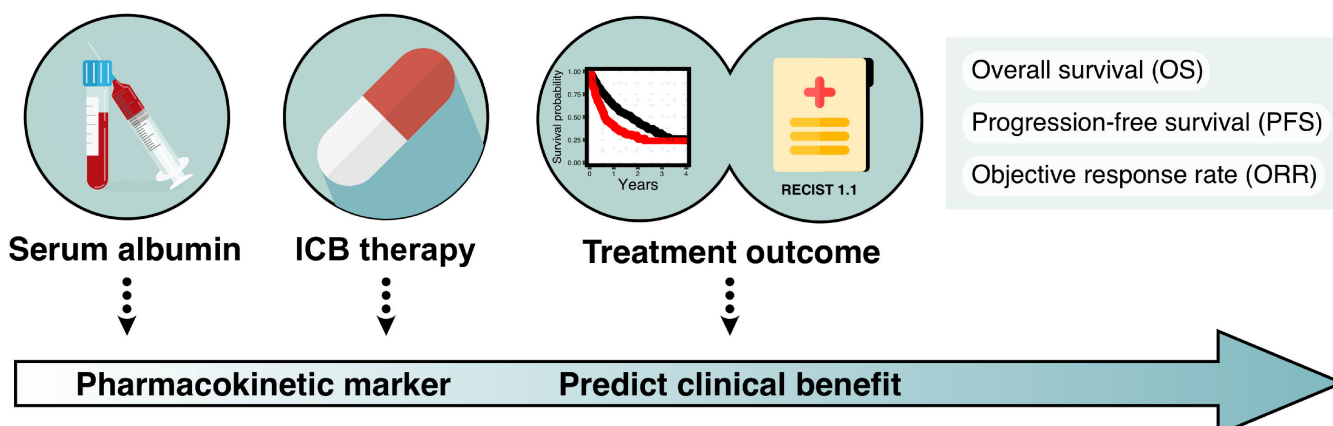 Survival probability
1.00
0.75
0.50
0.25
0.00
0
1
2
3
4
Years
RECIST 1.1
Overall survival (OS)
Progression-free survival (PFS)
Objective response rate (ORR)
Serum albumin
ICB therapy
Treatment outcome
Pharmacokinetic marker
Predict clinical benefit